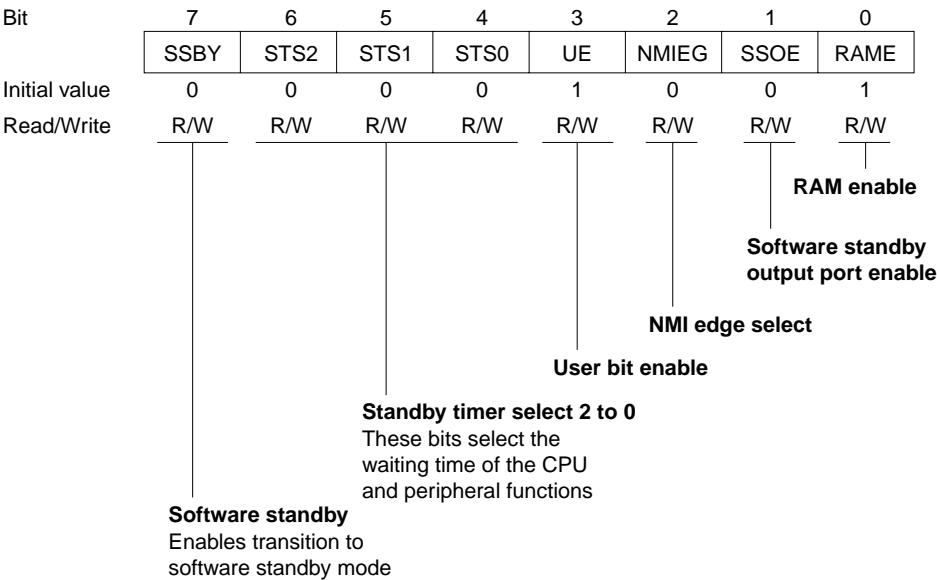 Bit 7 6 5 4 3 2 1 0
SSBY STS2 STS1 STS0 UE NMIEG SSOE RAME
Initial value 0 0 0 0 1 0 0 1
Read/Write R/W R/W R/W R/W R/W R/W R/W R/W
RAM enable
Software standby
output port enable
NMI edge select
User bit enable
Standby timer select 2 to 0
These bits select the
waiting time of the CPU
and peripheral functions
Software standby
Enables transition to
software standby mode